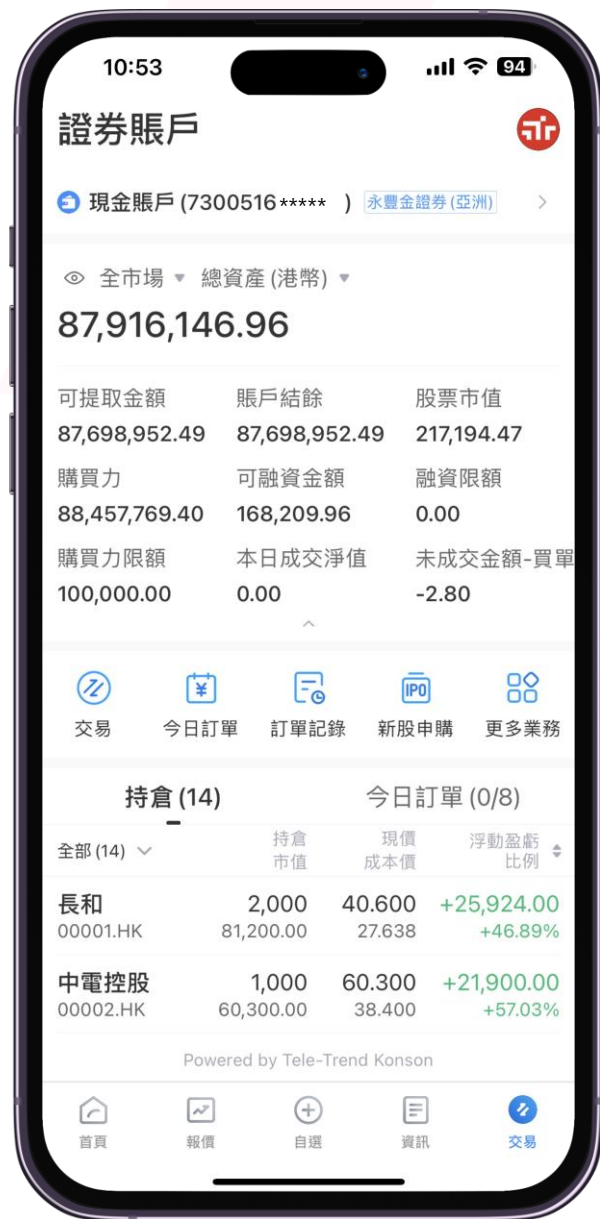 10:53
94
證券賬戶
現金賬戶 (7300516***** ) 永豐金證券 (亞洲)
全市場 總資產 (港幣)
87,916,146.96
可提取金額 賬戶結餘 股票市值
87,698,952.49 87,698,952.49 217,194.47
購買力 可融資金額 融資限額
88,457,769.40 168,209.96 0.00
購買力限額 本日成交淨值 未成交金額-買單
100,000.00 0.00 -2.80
¥ IPO
交易 今日訂單 訂單記錄 新股申購 更多業務
持倉 (14) 今日訂單 (0/8)
全部 (14) 持倉 現價 浮動盈虧
市值 成本價 比例
長和 2,000 40.600 +25,924.00
00001.HK 81,200.00 27.638 +46.89%
中電控股 1,000 60.300 +21,900.00
00002.HK 60,300.00 38.400 +57.03%
Powered by Tele-Trend Konson
首頁 報價 自選 資訊 交易